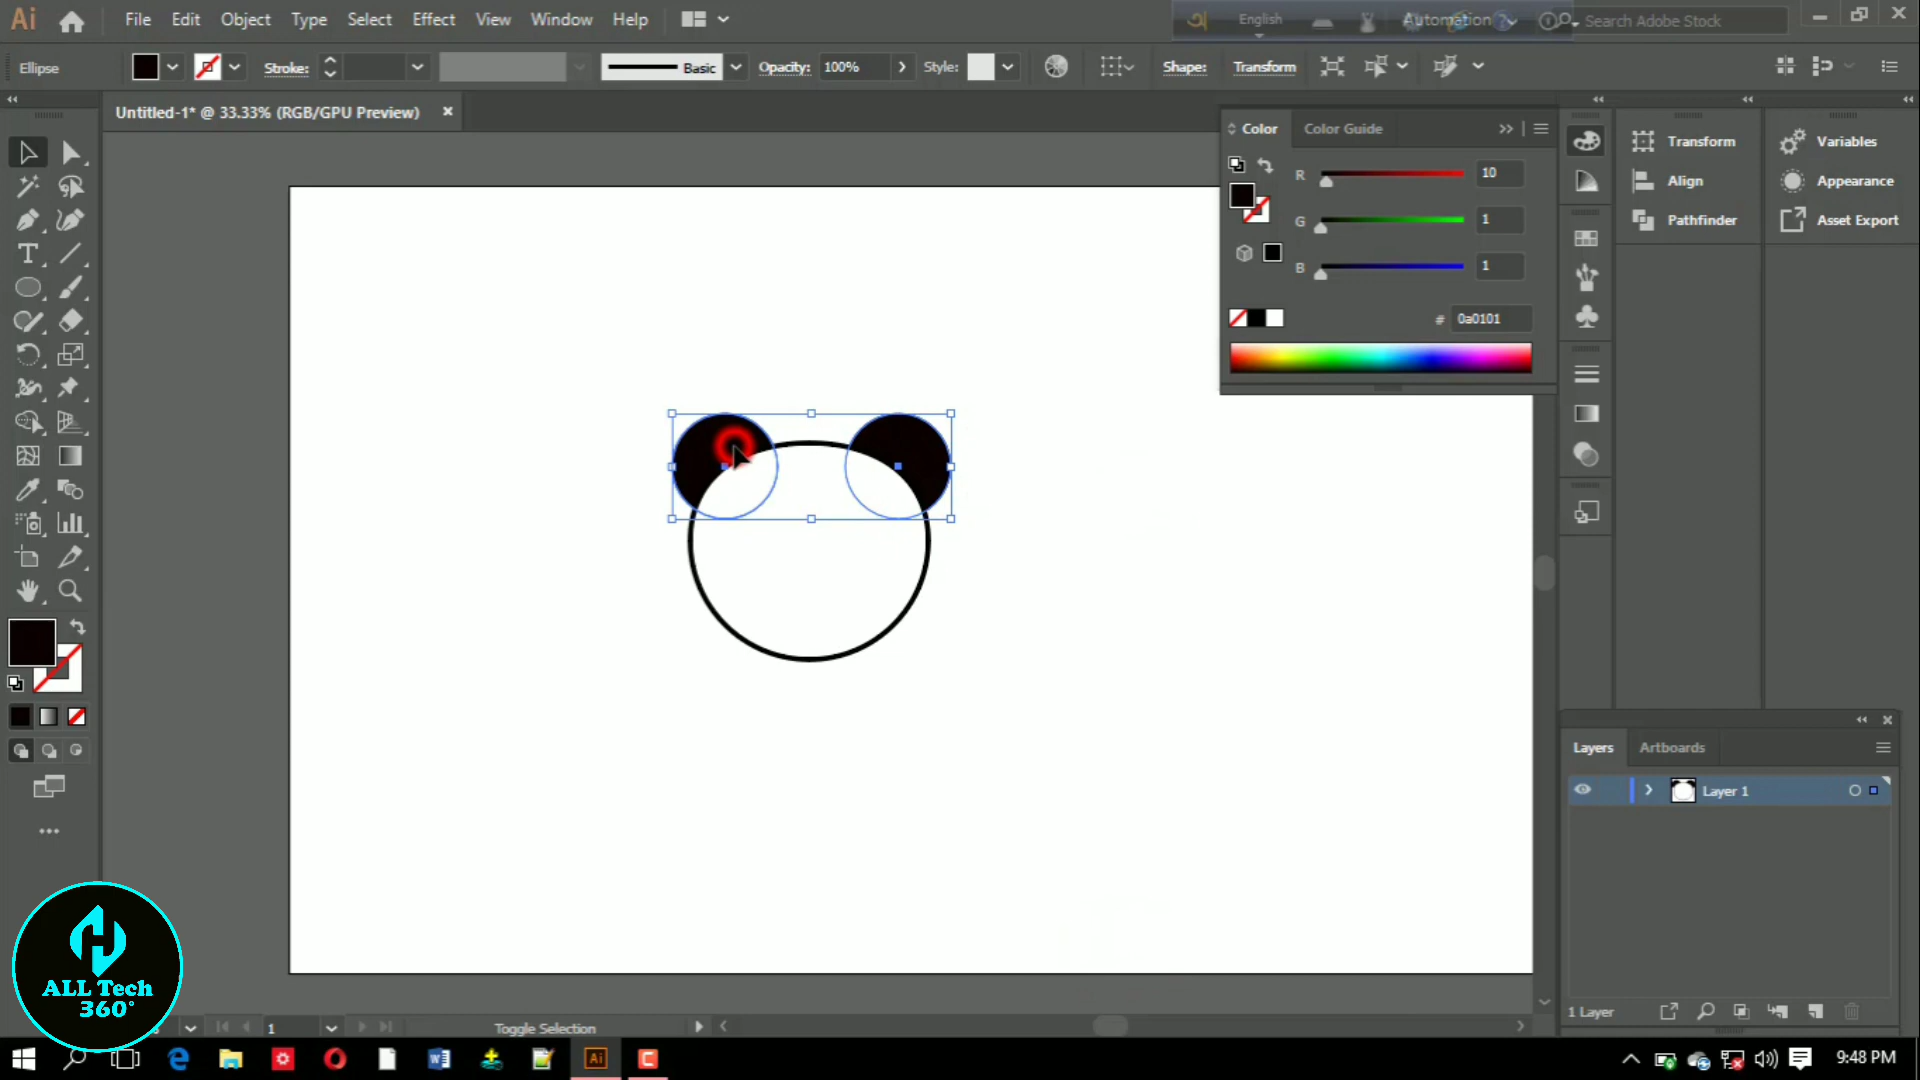 Ai File Edit Object Type Select Effect View Window Help
অ English Automation Search Adobe Stock
Ellipse Stroke: Basic Opacity: 100% Style: Shape: Transform
Untitled-1* @ 33.33% (RGB/GPU Preview)
Color Color Guide
R 10
G 1
B 1
# 0a0101
Transform
Align
Pathfinder
Variables
Appearance
Asset Export
Layers Artboards
Layer 1
1 Layer
1 Toggle Selection
ALL Tech
360°
Ai
9:48 PM